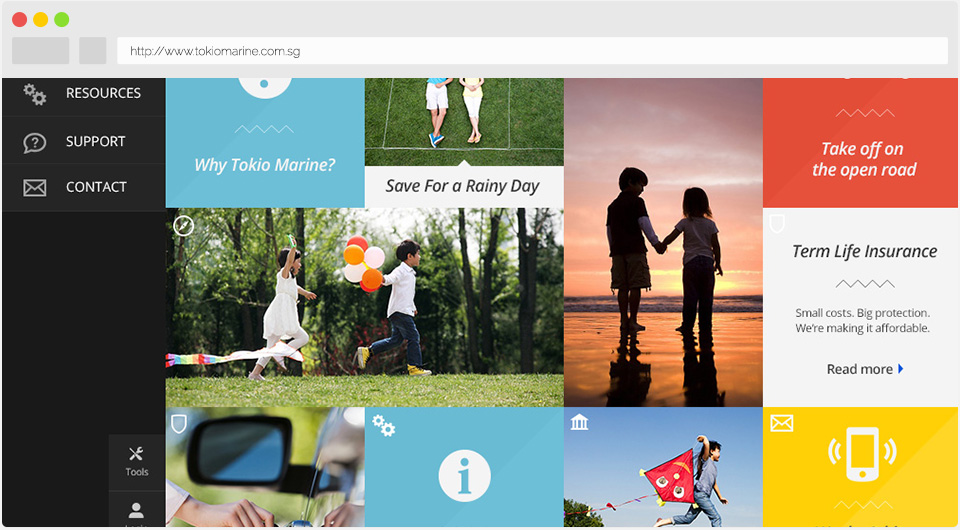 http://www.tokiomarine.com.sg
RESOURCES
SUPPORT
CONTACT
Why Tokio Marine?
Save For a Rainy Day
Take off on
the open road
Term Life Insurance
Small costs. Big protection.
We're making it affordable.
Read more
Tools